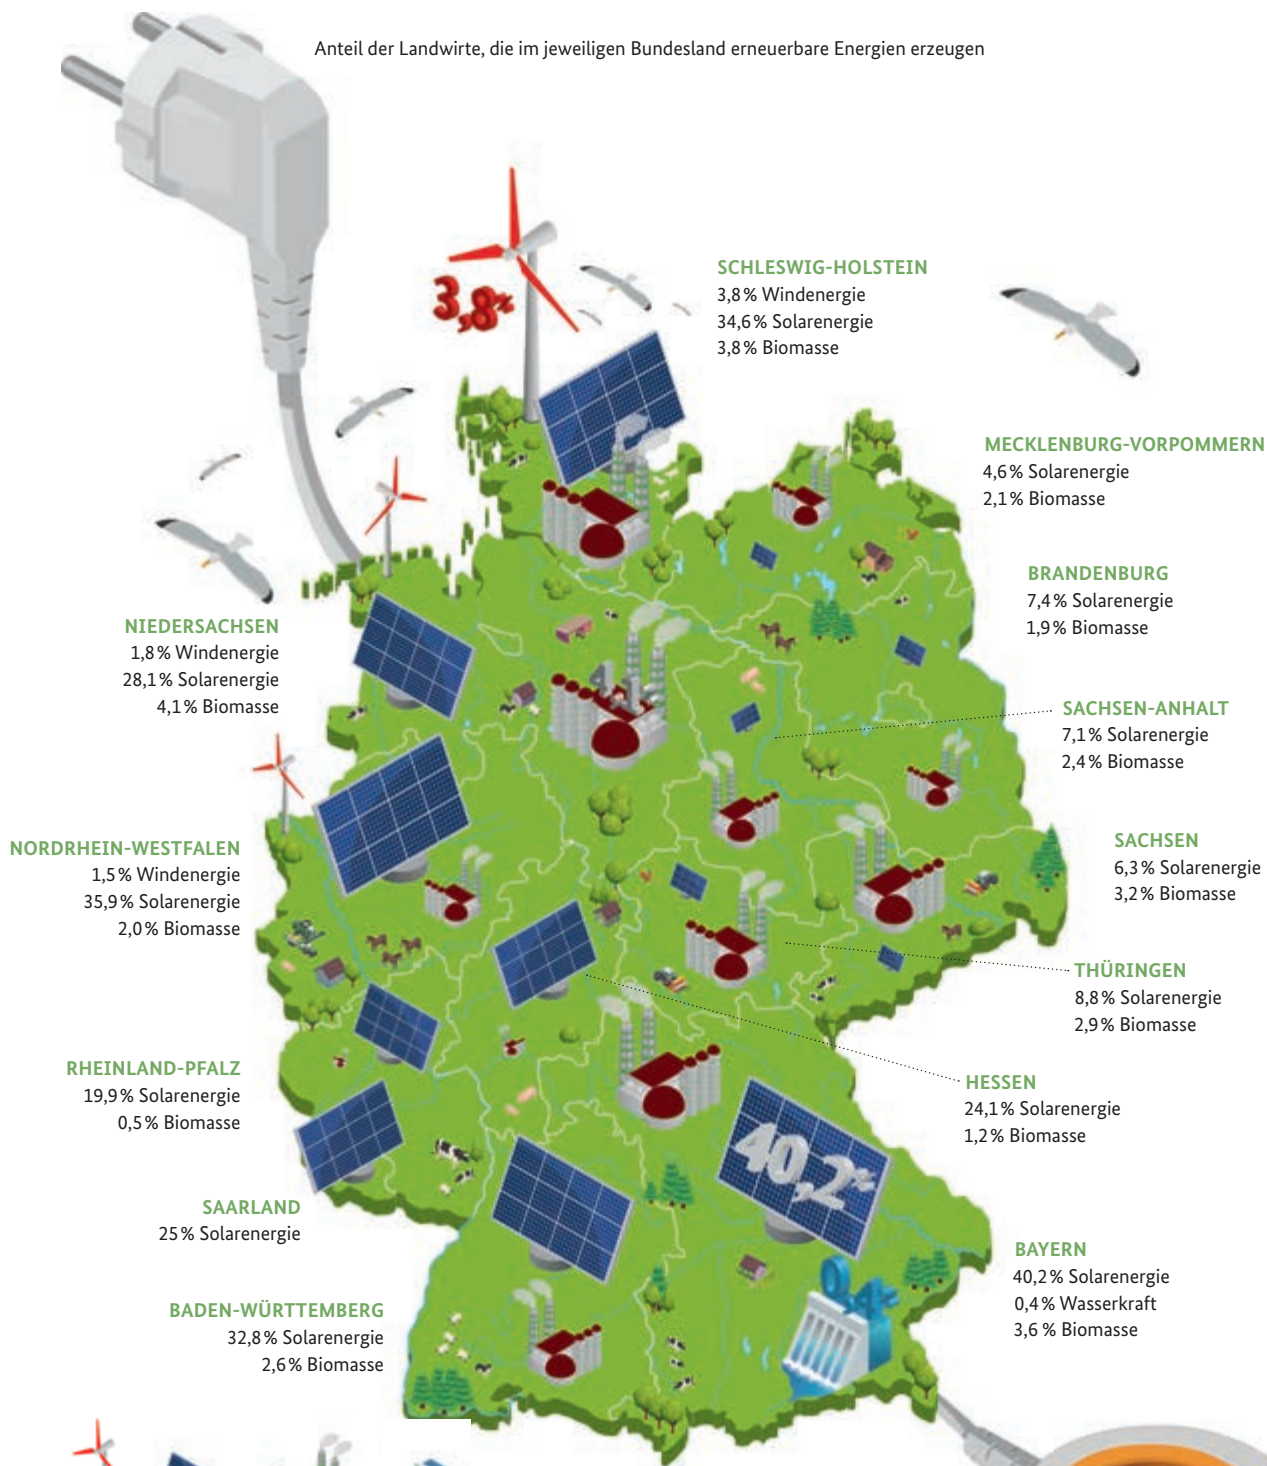 Anteil der Landwirte, die im jeweiligen Bundesland erneuerbare Energien erzeugen
3,8%
SCHLESWIG-HOLSTEIN
3,8% Windenergie
34,6% Solarenergie
3,8% Biomasse
MECKLENBURG-VORPOMMERN
4,6% Solarenergie
2,1% Biomasse
BRANDENBURG
7,4% Solarenergie
1,9% Biomasse
NIEDERSACHSEN
1,8% Windenergie
28,1% Solarenergie
4,1% Biomasse
SACHSEN-ANHALT
7,1% Solarenergie
2,4% Biomasse
NORDRHEIN-WESTFALEN
1,5% Windenergie
35,9% Solarenergie
2,0% Biomasse
SACHSEN
6,3% Solarenergie
3,2% Biomasse
THÜRINGEN
8,8% Solarenergie
2,9% Biomasse
RHEINLAND-PFALZ
19,9% Solarenergie
0,5% Biomasse
HESSEN
24,1% Solarenergie
1,2% Biomasse
40,2%
SAARLAND
25% Solarenergie
BAYERN
40,2% Solarenergie
0,4% Wasserkraft
3,6% Biomasse
0,4%
BADEN-WÜRTTEMBERG
32,8% Solarenergie
2,6% Biomasse